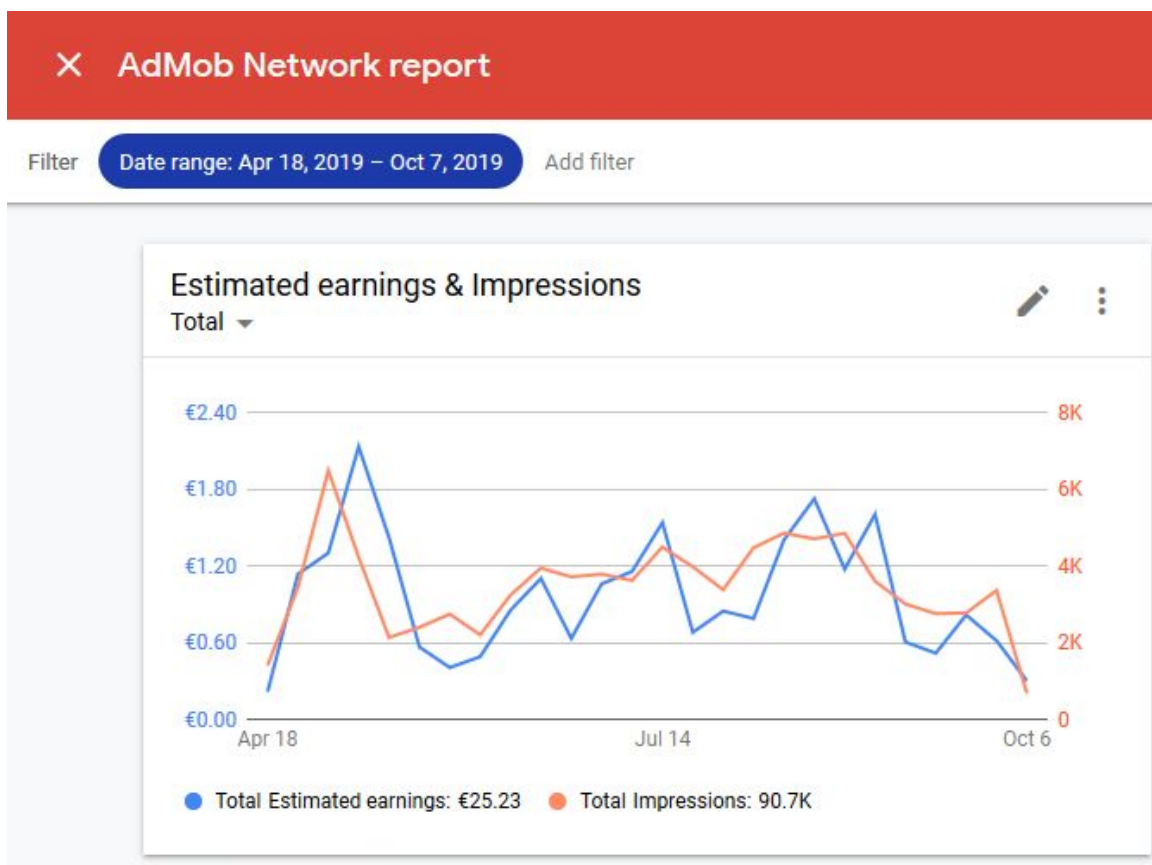 AdMob Network report
Filter Date range: Apr 18, 2019 – Oct 7, 2019 Add filter
Estimated earnings & Impressions
Total
€2.40 8K
€1.80 6K
€1.20 4K
€0.60 2K
€0.00 0
Apr 18 Jul 14 Oct 6
Total Estimated earnings: €25.23 Total Impressions: 90.7K